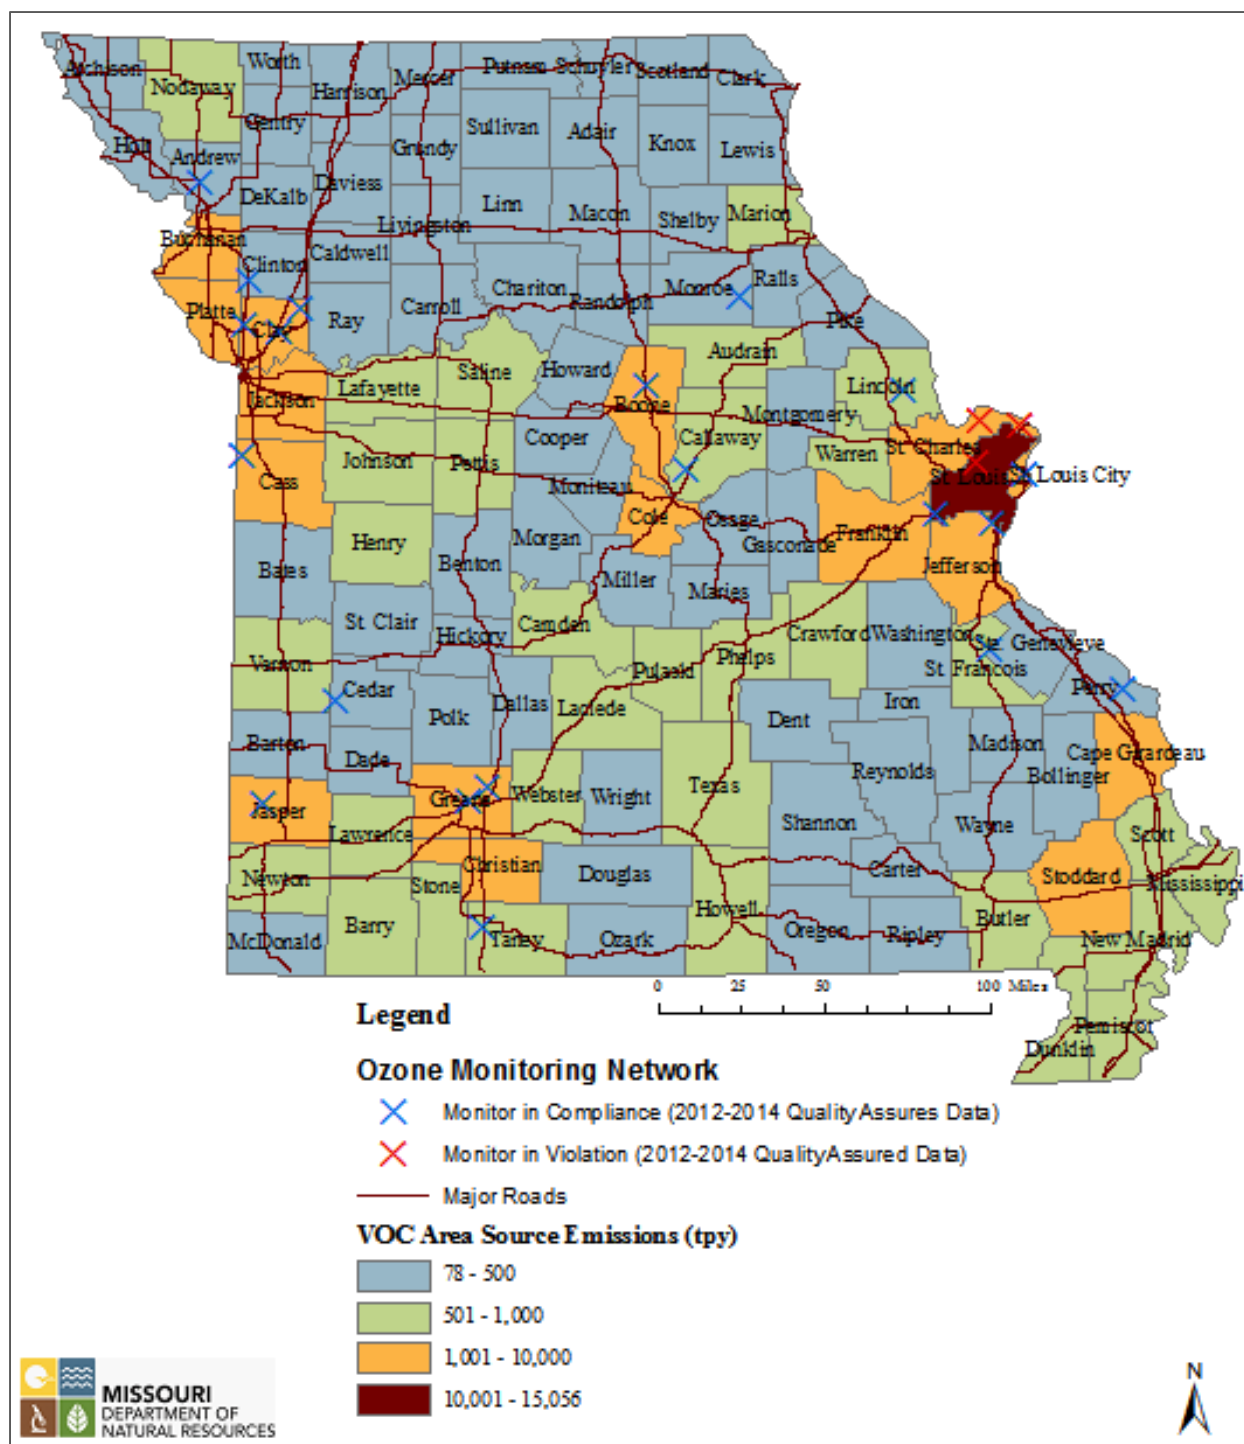 Atchison
Nodaway
Worth
Harrison
Mercer
Putnam
Schuyler
Scotland
Clark
Holt
Andrew
Gentry
Grundy
Sullivan
Adair
Knox
Lewis
DeKalb
Daviess
Livingston
Linn
Macon
Shelby
Marion
Buchanan
Clinton
Caldwell
Chariton
Randolph
Monroe
Ralls
Platte
Clay
Ray
Carroll
Pike
Jackson
Lafayette
Saline
Howard
Boone
Audrain
Lincoln
Montgomery
Cass
Johnson
Pettis
Cooper
Moniteau
Callaway
Warren
St. Charles
St. Louis
St. Louis City
Henry
Morgan
Cole
Osage
Gasconade
Franklin
Jefferson
Bates
Benton
Miller
Maries
St. Clair
Hickory
Camden
Crawford
Washington
Ste. Genevieve
Vernon
Pulaski
Phelps
St. Francois
Perry
Cedar
Polk
Dallas
Laclede
Dent
Iron
Barton
Dade
Reynolds
Madison
Bollinger
Cape Girardeau
Jasper
Greene
Webster
Wright
Texas
Lawrence
Shannon
Wayne
Scott
Newton
Stone
Christian
Douglas
Carter
Stoddard
Mississippi
McDonald
Barry
Taney
Ozark
Howell
Oregon
Ripley
Butler
New Madrid
Pemiscot
Dunklin
0 25 50 100 Miles
Legend
Ozone Monitoring Network
Monitor in Compliance (2012-2014 Quality Assures Data)
Monitor in Violation (2012-2014 Quality Assured Data)
Major Roads
VOC Area Source Emissions (tpy)
78 - 500
501 - 1,000
1,001 - 10,000
10,001 - 15,056
MISSOURI
DEPARTMENT OF
NATURAL RESOURCES
N